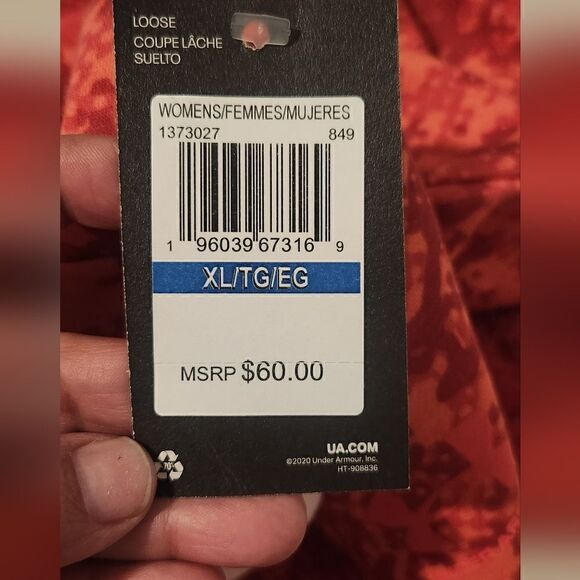 LOOSE
COUPE LÂCHE
SUELTO
WOMENS/FEMMES/MUJERES
1373027 849
1 96039 67316 9
XL/TG/EG
MSRP $60.00
UA.COM
©2020 Under Armour, Inc.
HT-908836